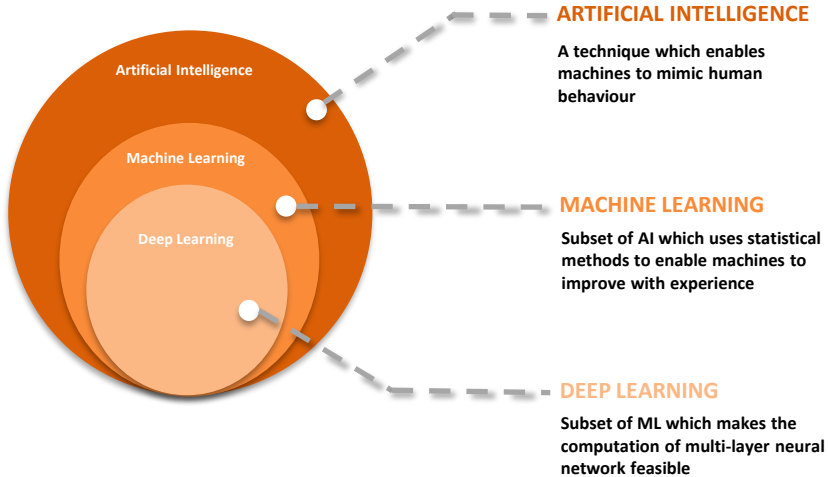 Artificial Intelligence
Machine Learning
Deep Learning
ARTIFICIAL INTELLIGENCE
A technique which enables
machines to mimic human
behaviour
MACHINE LEARNING
Subset of AI which uses statistical
methods to enable machines to
improve with experience
DEEP LEARNING
Subset of ML which makes the
computation of multi-layer neural
network feasible